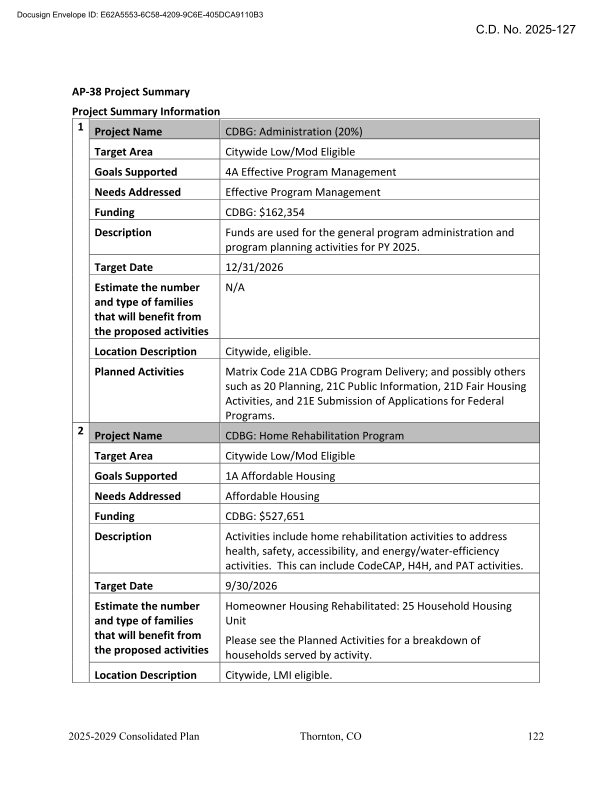 Docusign Envelope ID: E62A5553-6C58-4209-9C6E-405DCA9110B3
C.D. No. 2025-127
AP-38 Project Summary
Project Summary Information
1 Project Name CDBG: Administration (20%)
Target Area Citywide Low/Mod Eligible
Goals Supported 4A Effective Program Management
Needs Addressed Effective Program Management
Funding CDBG: $162,354
Description Funds are used for the general program administration and
program planning activities for PY 2025.
Target Date 12/31/2026
Estimate the number N/A
and type of families
that will benefit from
the proposed activities
Location Description Citywide, eligible.
Planned Activities Matrix Code 21A CDBG Program Delivery; and possibly others
such as 20 Planning, 21C Public Information, 21D Fair Housing
Activities, and 21E Submission of Applications for Federal
Programs.
2 Project Name CDBG: Home Rehabilitation Program
Target Area Citywide Low/Mod Eligible
Goals Supported 1A Affordable Housing
Needs Addressed Affordable Housing
Funding CDBG: $527,651
Description Activities include home rehabilitation activities to address
health, safety, accessibility, and energy/water-efficiency
activities.  This can include CodeCAP, H4H, and PAT activities.
Target Date 9/30/2026
Estimate the number
and type of families
that will benefit from
the proposed activities
Homeowner Housing Rehabilitated: 25 Household Housing
Unit
Please see the Planned Activities for a breakdown of
households served by activity.
Location Description Citywide, LMI eligible.
2025-2029 Consolidated Plan Thornton, CO 122